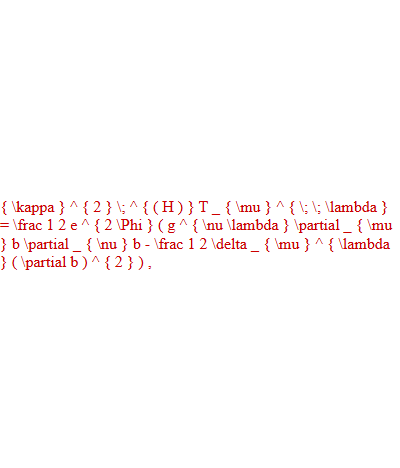 { \kappa } ^ { 2 } \; ^ { ( H ) } T _ { \mu } ^ { \; \; \lambda }
= \frac 1 2 e ^ { 2 \Phi } ( g ^ { \nu \lambda } \partial _ { \mu
} b \partial _ { \nu } b - \frac 1 2 \delta _ { \mu } ^ { \lambda
} ( \partial b ) ^ { 2 } ) ,